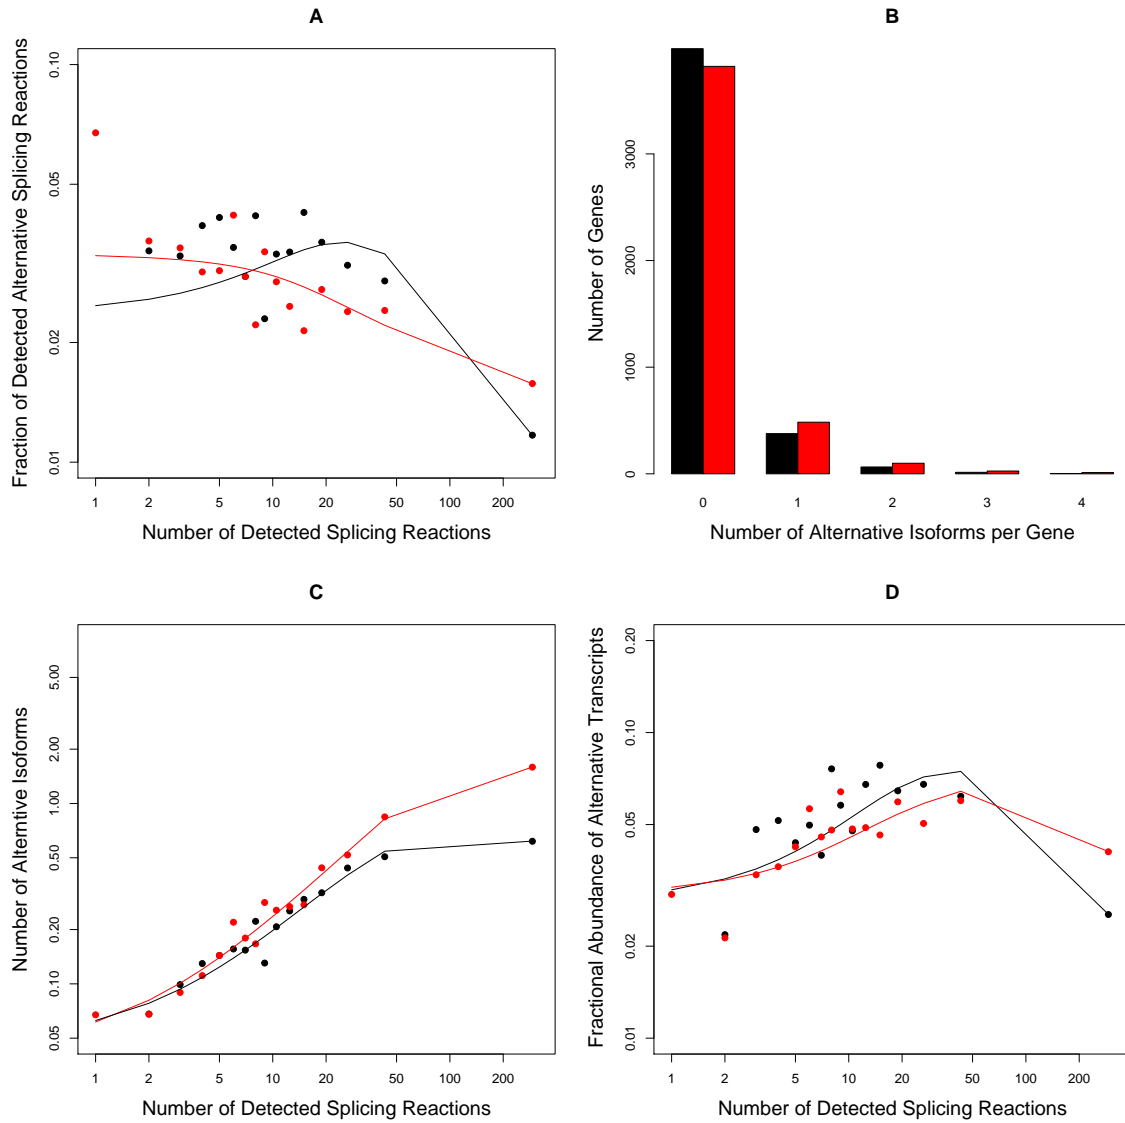 A
Fraction of Detected Alternative Splicing Reactions
0.10
0.05
0.02
0.01
1 2 5 10 20 50 100 200
Number of Detected Splicing Reactions
B
Number of Genes
3000
2000
1000
0
0 1 2 3 4
Number of Alternative Isoforms per Gene
C
Number of Alterntive Isoforms
5.00
2.00
1.00
0.50
0.20
0.10
0.05
1 2 5 10 20 50 100 200
Number of Detected Splicing Reactions
D
Fractional Abundance of Alternative Transcripts
0.20
0.10
0.05
0.02
0.01
1 2 5 10 20 50 100 200
Number of Detected Splicing Reactions